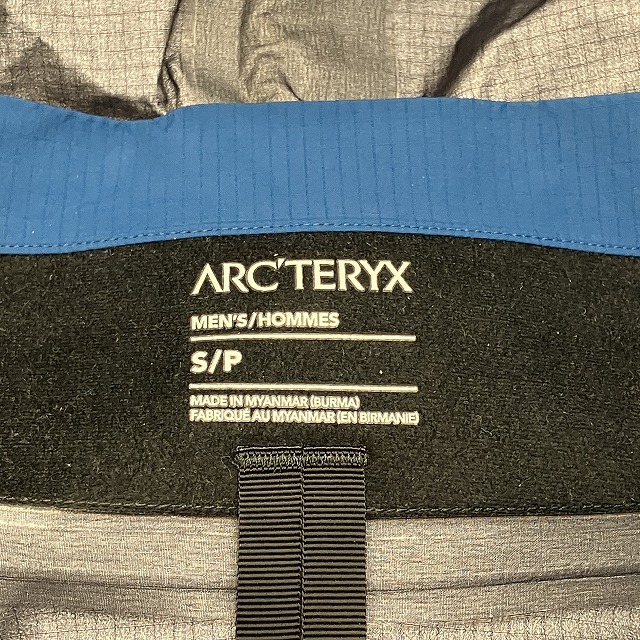 ARC'TERYX
MEN'S/HOMMES
S/P
MADE IN MYANMAR (BURMA)
FABRIQUÉ AU MYANMAR (EN BIRMANIE)